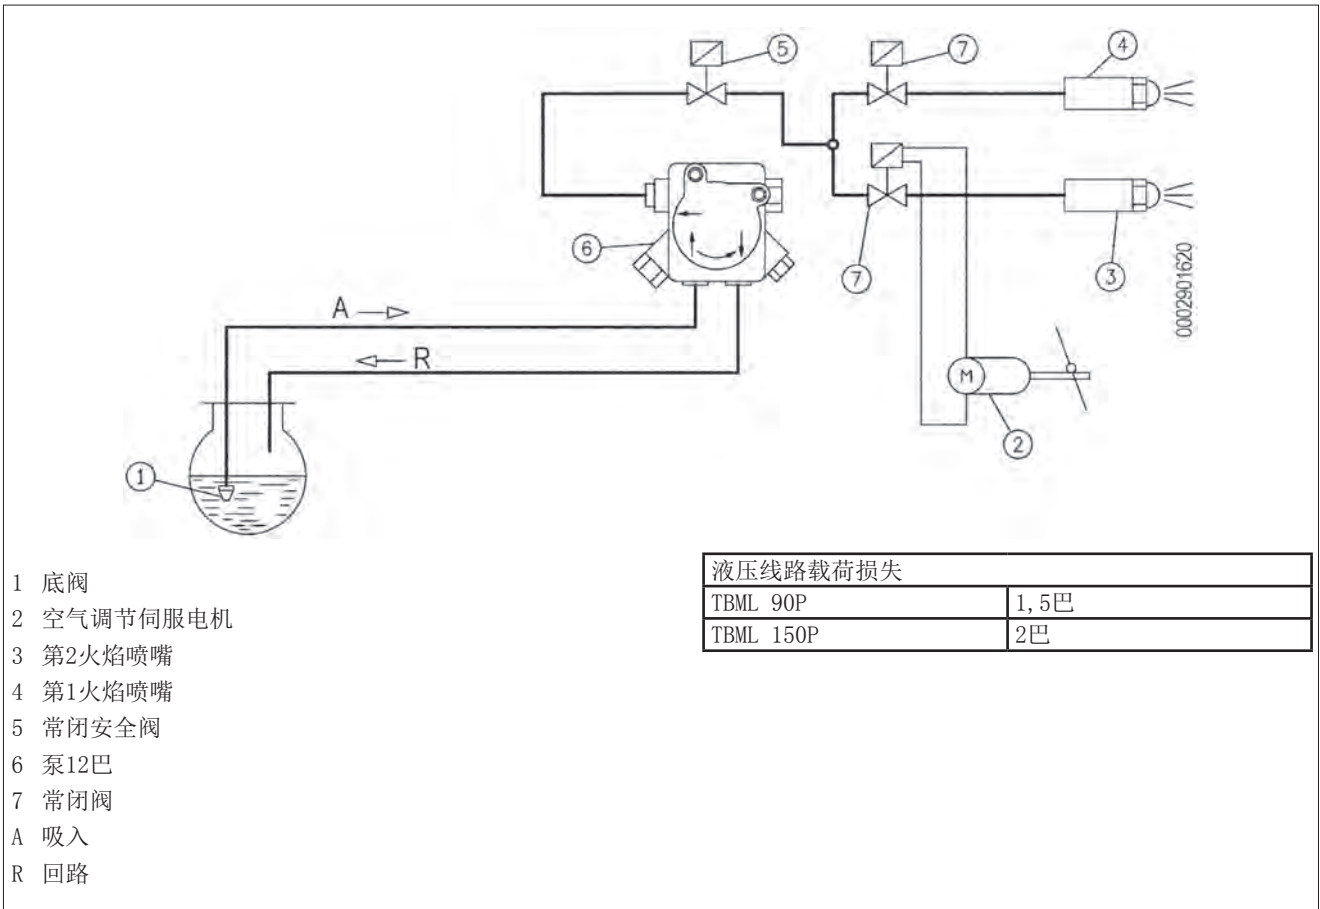 5
7
4
6
7
3
0002901620
A
R
M
2
1
1 底阀
2 空气调节伺服电机
3 第2火焰喷嘴
4 第1火焰喷嘴
5 常闭安全阀
6 泵12巴
7 常闭阀
A 吸入
R 回路
液压线路载荷损失
TBML 90P 1,5巴
TBML 150P 2巴